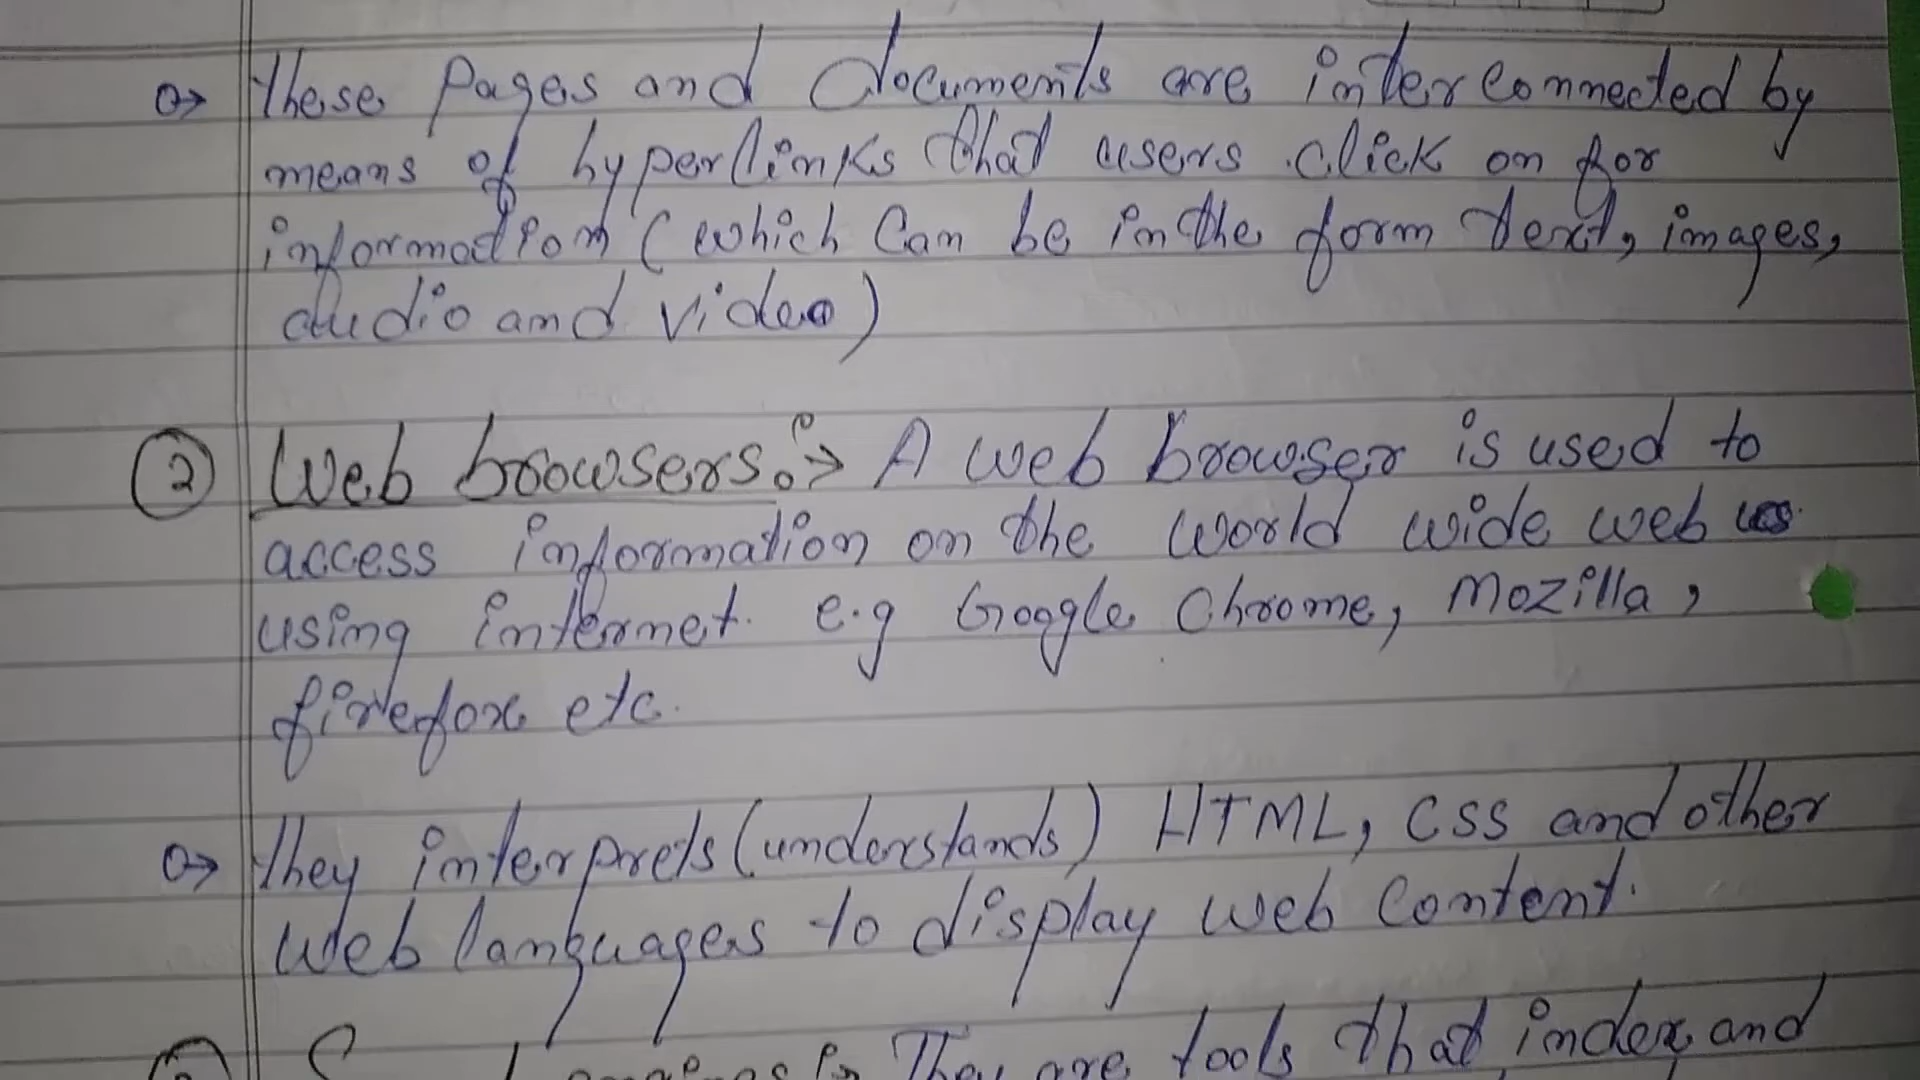 These Pages and documents are interconnected by
means of hyperlinks that users click on for
information (which Can be in the form text, images,
audio and video)
② Web browsers:→ A web browser is used to
access information on the world wide web us
using internet. e.g Google Chrome, Mozilla,
firefox etc.
They interprets (understands) HTML, CSS and other
Web languages to display web Content.
They are tools that index and